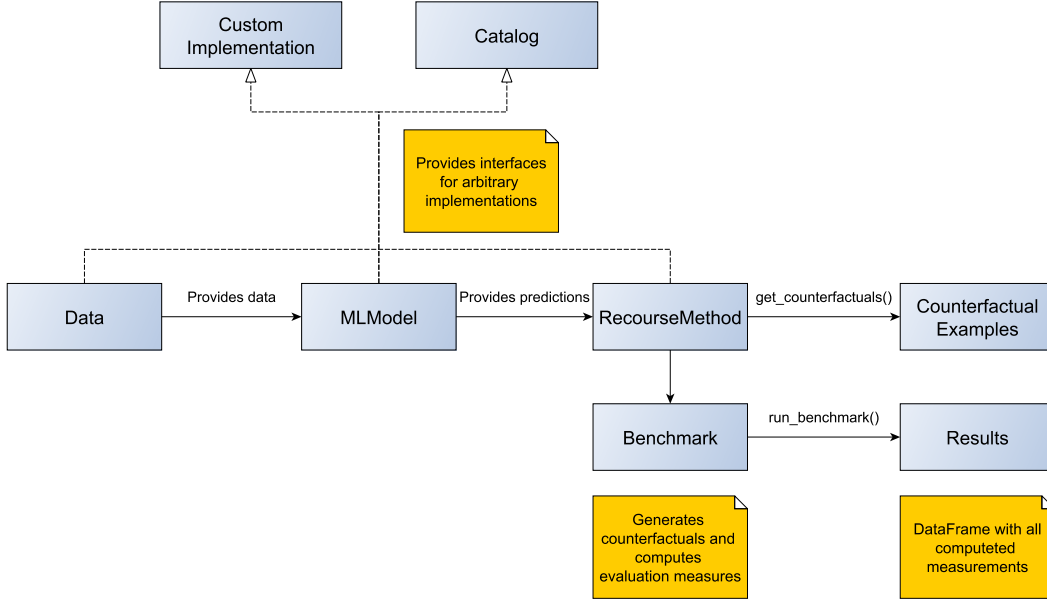 Custom
Implementation
Catalog
Provides interfaces
for arbitrary
implementations
Data
Provides data
MLModel
Provides predictions
RecourseMethod
get_counterfactuals()
Counterfactual
Examples
Benchmark
run_benchmark()
Results
Generates
counterfactuals and
computes
evaluation measures
DataFrame with all
computeted
measurements